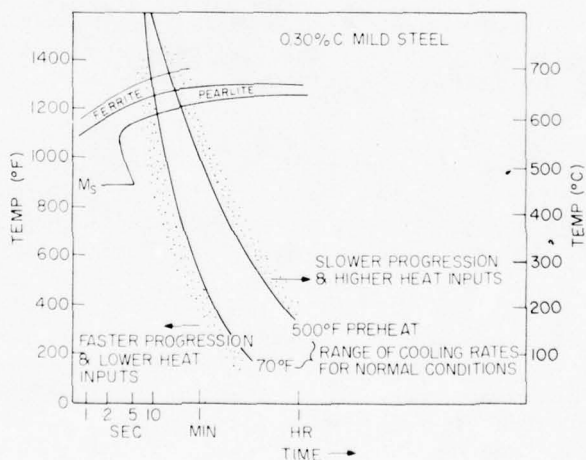 0.30% C MILD STEEL
TEMP (°F)
1400
1200
1000
800
600
400
200
0
TEMP (°C)
700
600
500
400
300
200
100
FERRITE
PEARLITE
Ms
SLOWER PROGRESSION
& HIGHER HEAT INPUTS
FASTER PROGRESSION
& LOWER HEAT
INPUTS
500°F PREHEAT
70°F
RANGE OF COOLING RATES
FOR NORMAL CONDITIONS
1 2 5 10 1 1
SEC MIN HR
TIME